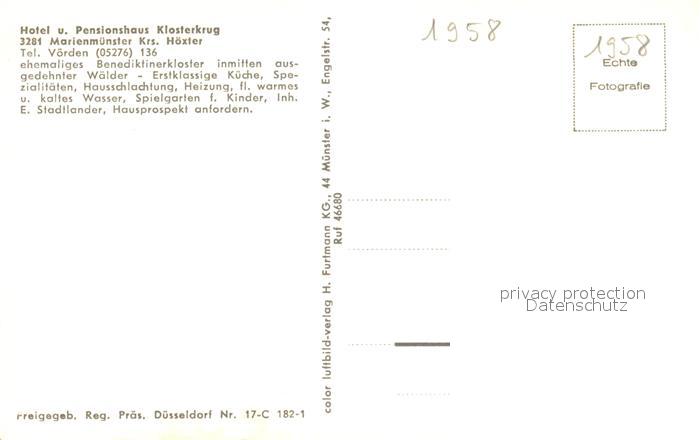 Hotel u. Pensionshaus Klosterkrug
3281 Marienmünster Krs. Höxter
Tel. Vörden (05276) 136
ehemaliges Benediktinerkloster inmitten aus-
gedehnter Wälder - Erstklassige Küche, Spe-
zialitäten, Hausschlachtung, Heizung, fl. warmes
u. kaltes Wasser, Spielgarten f. Kinder, Inh.
E. Stadtlander, Hausprospekt anfordern.
Freigegeb. Reg. Präs. Düsseldorf Nr. 17-C 182-1
color luftbild-verlag H. Furtmann KG., 44 Münster i. W., Engelstr. 54,
Ruf 46680
1958
1958
Echte
Fotografie
privacy protection
Datenschutz